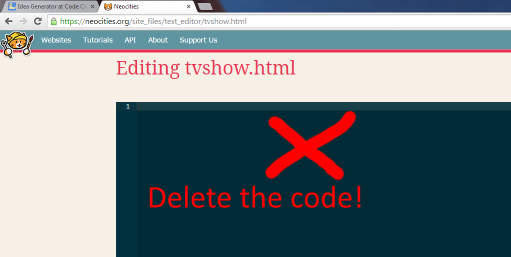 Idea Generator at Code C
Neocities
https://neocities.org/site_files/text_editor/tvshow.html
Websites Tutorials API About Support Us
Editing tvshow.html
1
Delete the code!